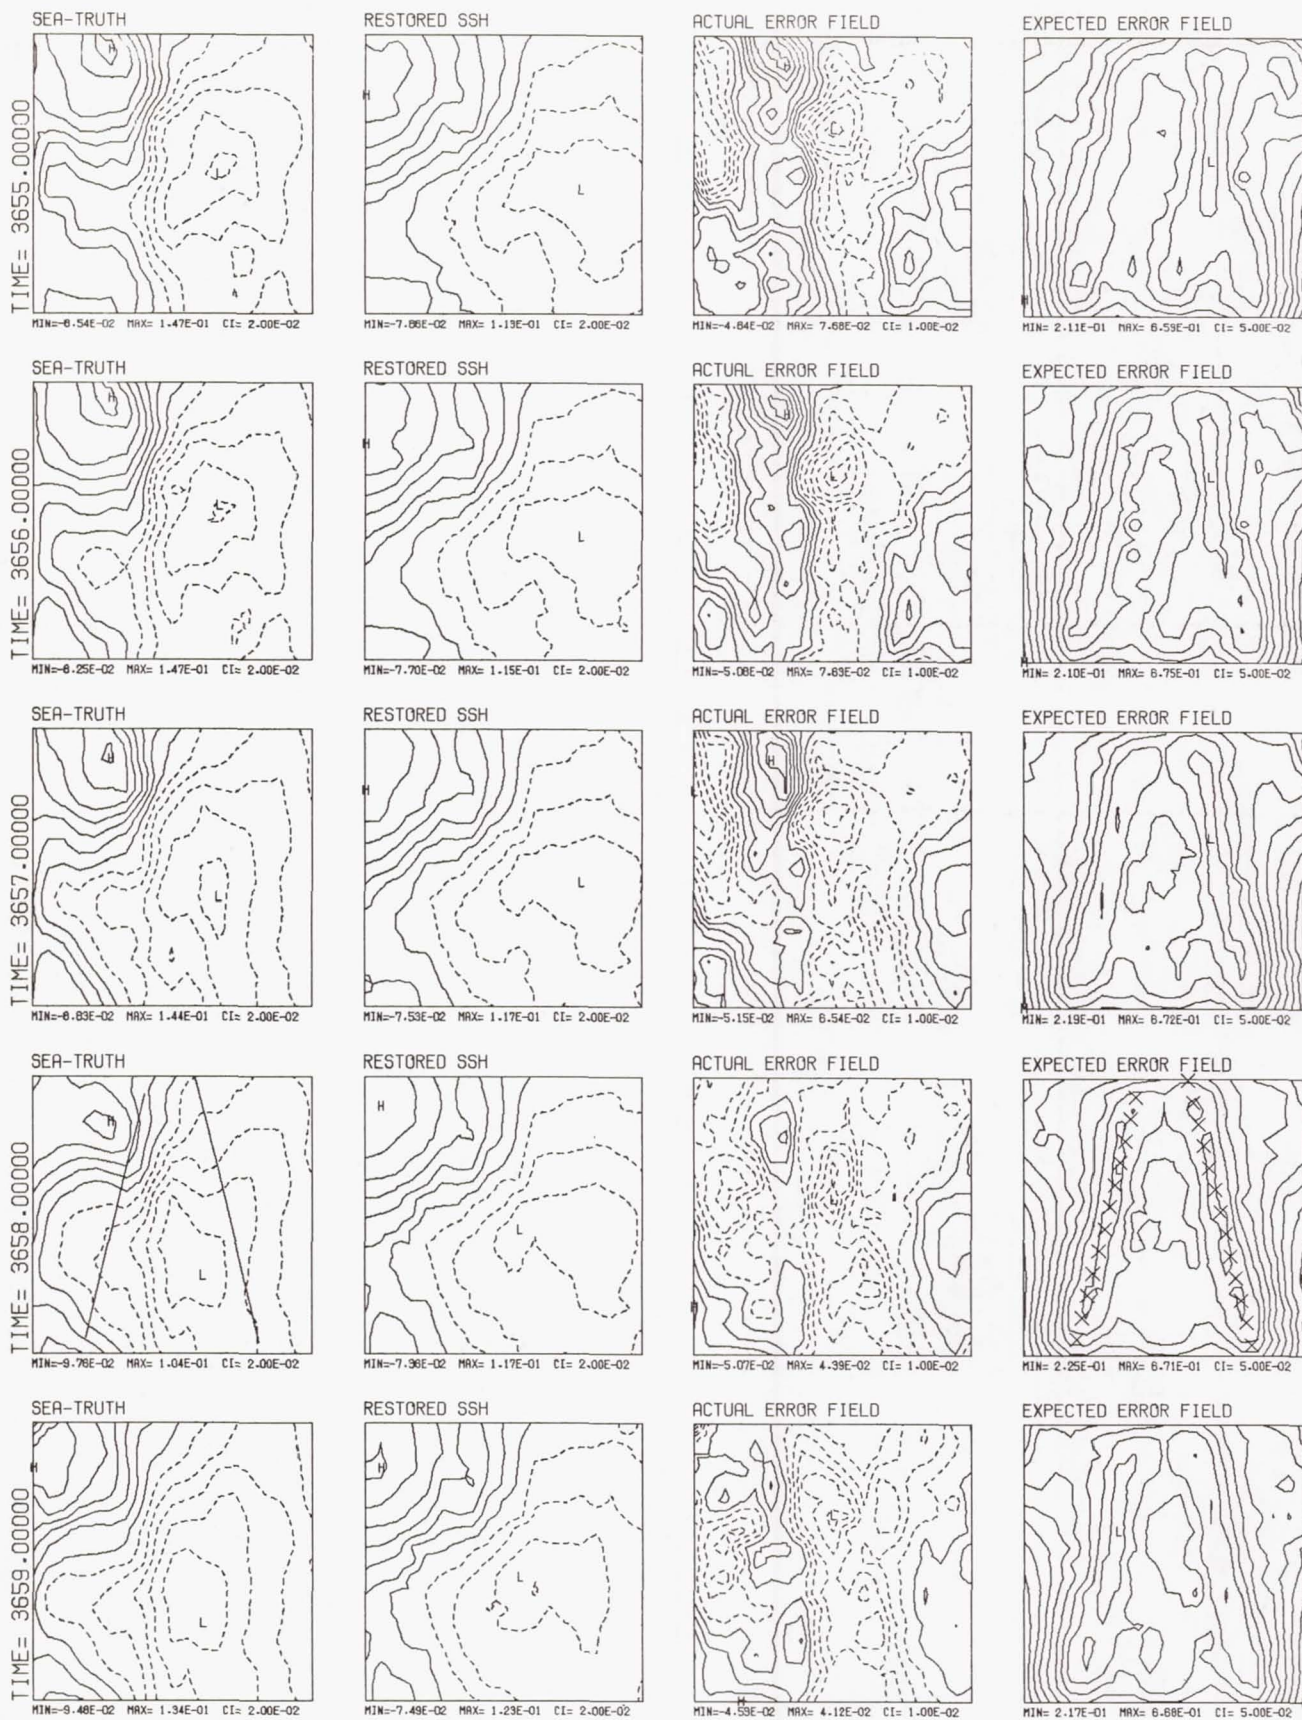 SEA-TRUTH RESTORED SSH ACTUAL ERROR FIELD EXPECTED ERROR FIELD
TIME= 3655.00000
H H H L L L L H
MIN=-6.54E-02 MAX= 1.47E-01 CI= 2.00E-02 MIN=-7.86E-02 MAX= 1.13E-01 CI= 2.00E-02 MIN=-4.84E-02 MAX= 7.68E-02 CI= 1.00E-02 MIN= 2.11E-01 MAX= 6.59E-01 CI= 5.00E-02
SEA-TRUTH RESTORED SSH ACTUAL ERROR FIELD EXPECTED ERROR FIELD
TIME= 3656.00000
H H H L L L L H
MIN=-6.25E-02 MAX= 1.47E-01 CI= 2.00E-02 MIN=-7.70E-02 MAX= 1.15E-01 CI= 2.00E-02 MIN=-5.08E-02 MAX= 7.83E-02 CI= 1.00E-02 MIN= 2.10E-01 MAX= 6.75E-01 CI= 5.00E-02
SEA-TRUTH RESTORED SSH ACTUAL ERROR FIELD EXPECTED ERROR FIELD
TIME= 3657.00000
H H H L L L L H
MIN=-6.83E-02 MAX= 1.44E-01 CI= 2.00E-02 MIN=-7.53E-02 MAX= 1.17E-01 CI= 2.00E-02 MIN=-5.15E-02 MAX= 6.54E-02 CI= 1.00E-02 MIN= 2.19E-01 MAX= 6.72E-01 CI= 5.00E-02
SEA-TRUTH RESTORED SSH ACTUAL ERROR FIELD EXPECTED ERROR FIELD
TIME= 3658.00000
H H L L L H
MIN=-9.76E-02 MAX= 1.04E-01 CI= 2.00E-02 MIN=-7.36E-02 MAX= 1.17E-01 CI= 2.00E-02 MIN=-5.07E-02 MAX= 4.39E-02 CI= 1.00E-02 MIN= 2.25E-01 MAX= 6.71E-01 CI= 5.00E-02
SEA-TRUTH RESTORED SSH ACTUAL ERROR FIELD EXPECTED ERROR FIELD
TIME= 3659.00000
H H L L L L H
MIN=-9.48E-02 MAX= 1.34E-01 CI= 2.00E-02 MIN=-7.49E-02 MAX= 1.23E-01 CI= 2.00E-02 MIN=-4.53E-02 MAX= 4.12E-02 CI= 1.00E-02 MIN= 2.17E-01 MAX= 6.68E-01 CI= 5.00E-02